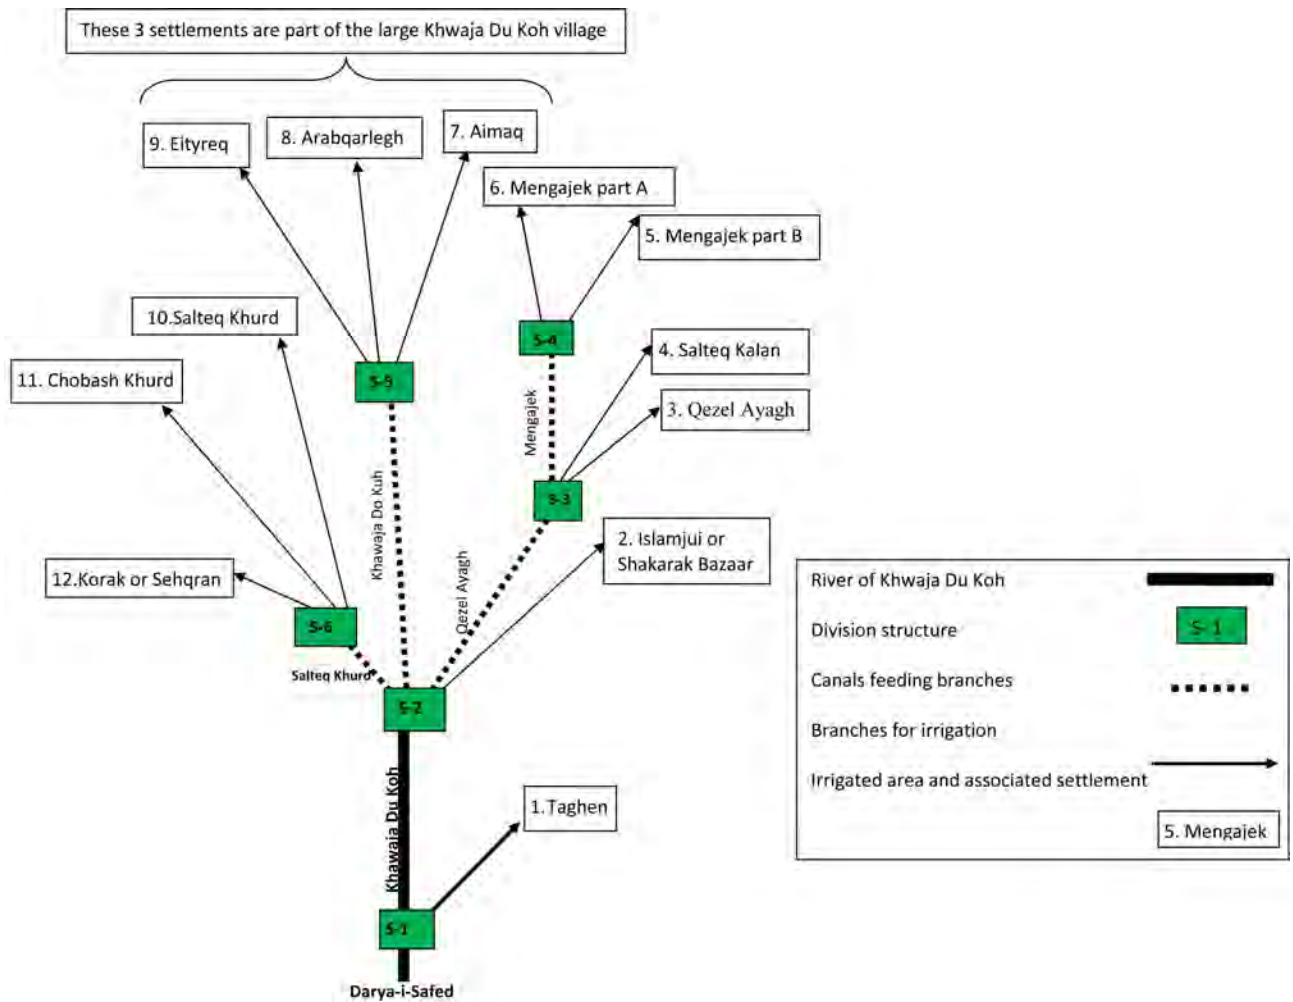 These 3 settlements are part of the large Khwaja Du Koh village
9. Eityreq
8. Arabqarlegh
7. Aimaq
6. Mengajek part A
5. Mengajek part B
10.Salteq Khurd
11. Chobash Khurd
S-4
4. Salteq Kalan
S-5
3. Qezel Ayagh
Mengajek
S-3
Khawaja Do Kuh
2. Islamjui or
Shakarak Bazaar
12.Korak or Sehqran
Qezel Ayagh
S-6
Salteq Khurd
S-2
Khawaja Du Koh
1.Taghen
S-1
Darya-i-Safed
River of Khwaja Du Koh
Division structure
S-1
Canals feeding branches
Branches for irrigation
Irrigated area and associated settlement
5. Mengajek